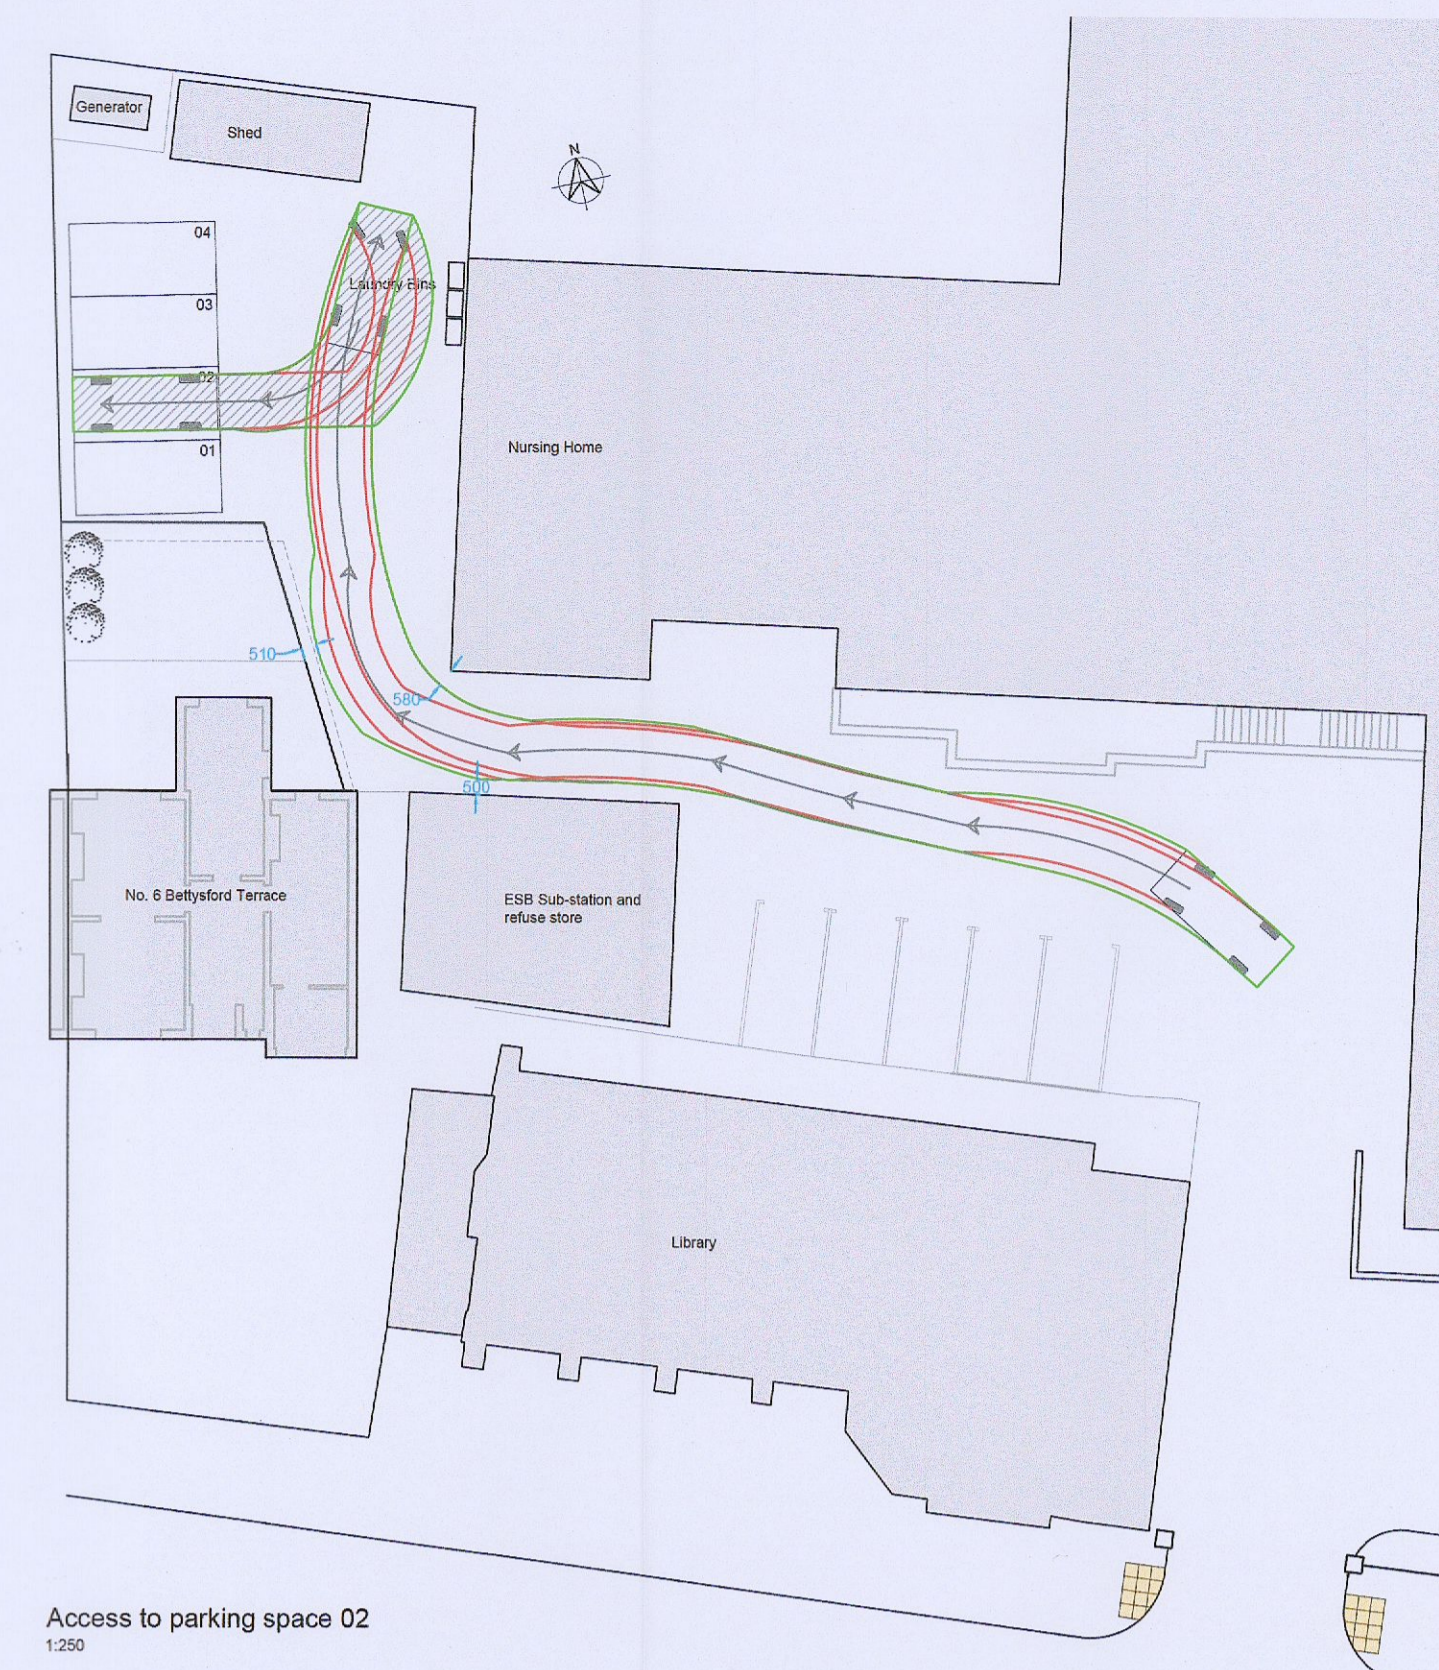 Generator
Shed
N
04
Laundry Bins
03
02
01
Nursing Home
510
580
500
No. 6 Bettysford Terrace
ESB Sub-station and
refuse store
Library
Access to parking space 02
1:250